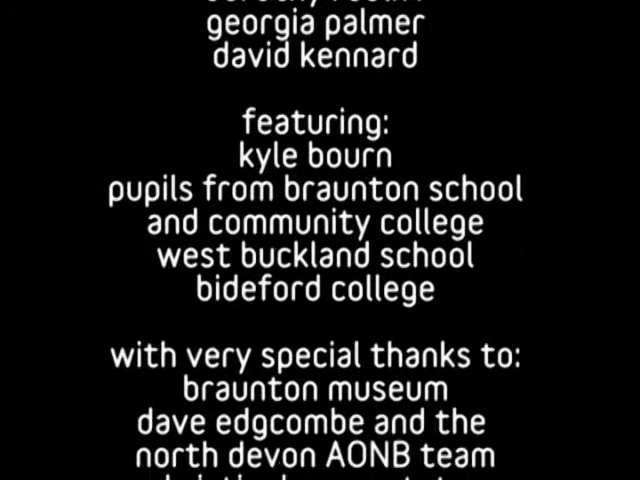 georgia palmer
david kennard
featuring:
kyle bourn
pupils from braunton school
and community college
west buckland school
bideford college
with very special thanks to:
braunton museum
dave edgcombe and the
north devon AONB team